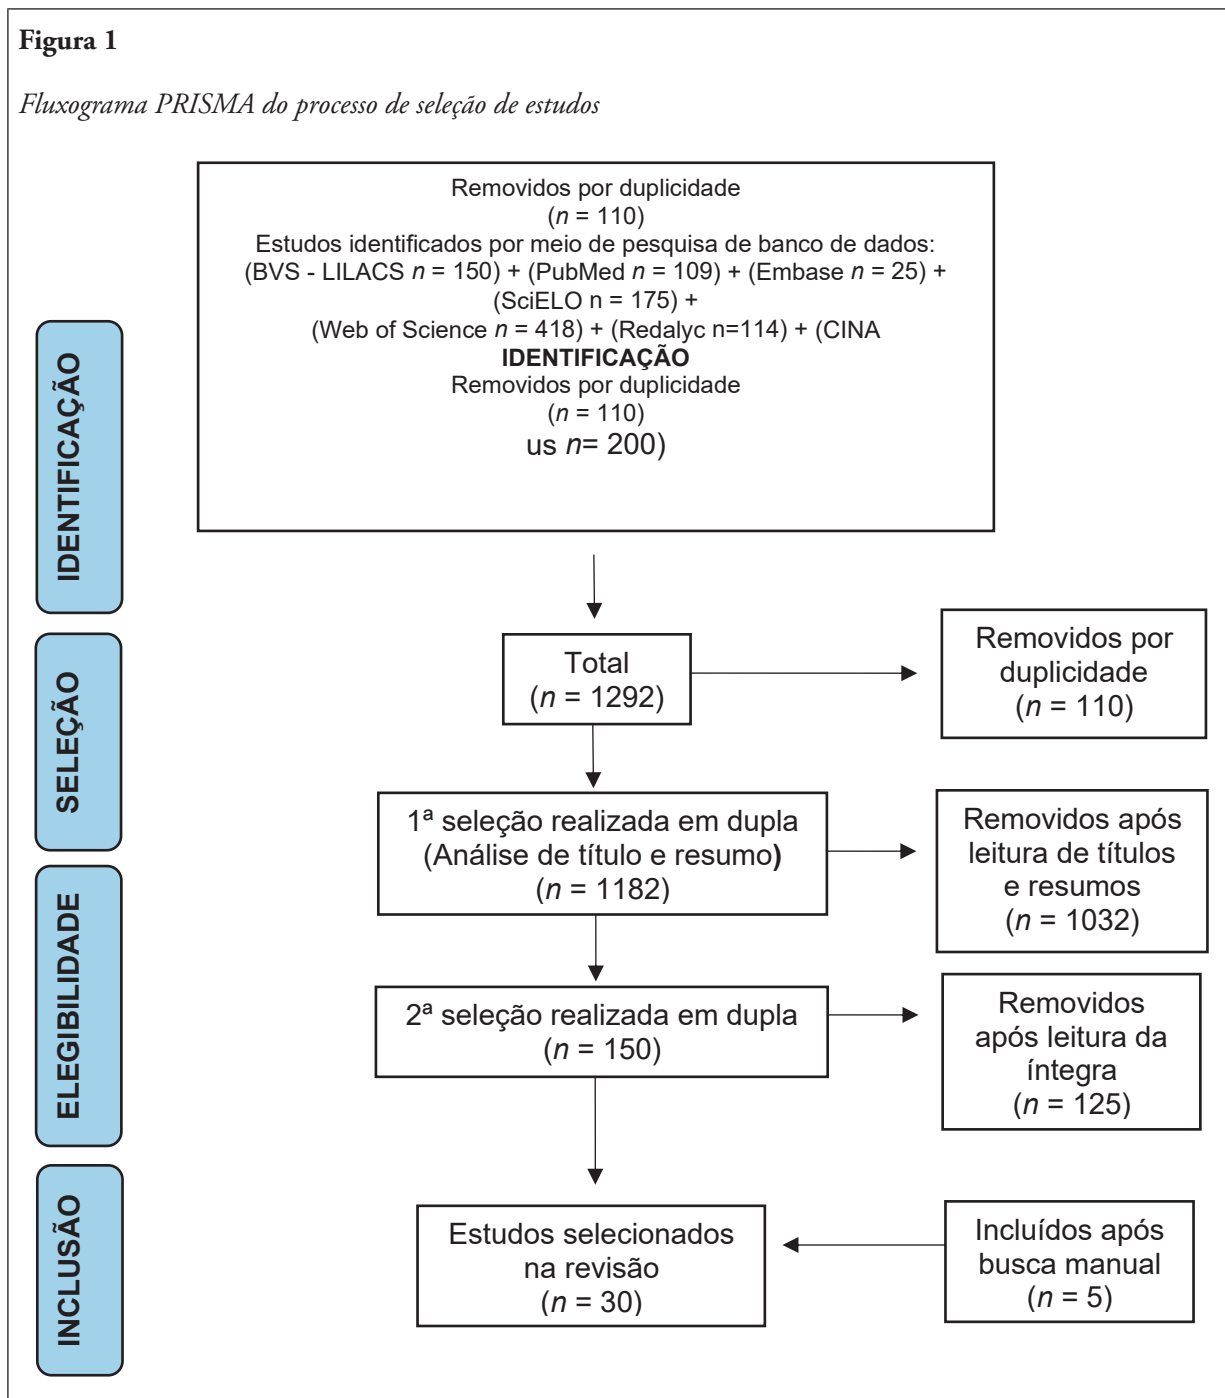 Figura 1
Fluxograma PRISMA do processo de seleção de estudos
Removidos por duplicidade
(n = 110)
Estudos identificados por meio de pesquisa de banco de dados:
(BVS - LILACS n = 150) + (PubMed n = 109) + (Embase n = 25) +
(SciELO n = 175) +
(Web of Science n = 418) + (Redalyc n=114) + (CINA
IDENTIFICAÇÃO
Removidos por duplicidade
(n = 110)
us n= 200)
IDENTIFICAÇÃO
Total
(n = 1292)
Removidos por
duplicidade
(n = 110)
SELEÇÃO
1ª seleção realizada em dupla
(Análise de título e resumo)
(n = 1182)
Removidos após
leitura de títulos
e resumos
(n = 1032)
ELEGIBILIDADE
2ª seleção realizada em dupla
(n = 150)
Removidos
após leitura da
íntegra
(n = 125)
INCLUSÃO
Estudos selecionados
na revisão
(n = 30)
Incluídos após
busca manual
(n = 5)